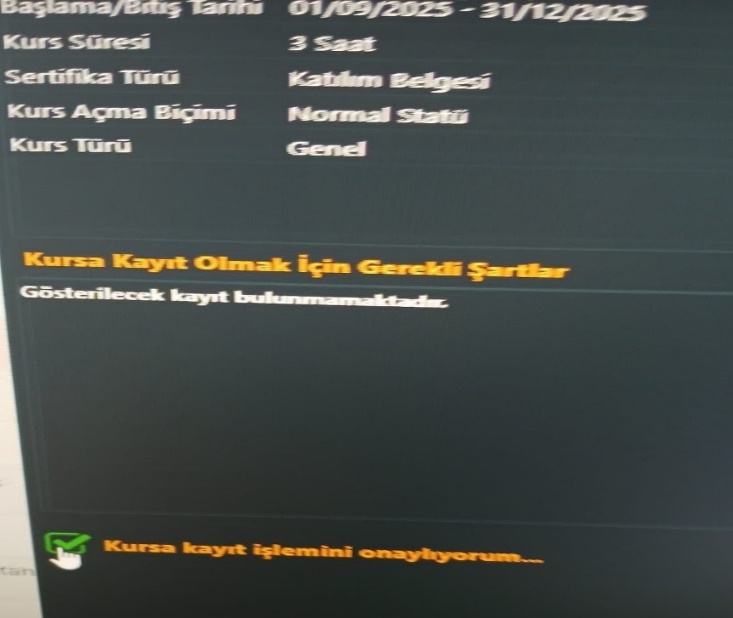 Başlama/Bitiş Tarihi 01/09/2025 - 31/12/2025
Kurs Süresi 3 Saat
Sertifika Türü Katılım Belgesi
Kurs Açma Biçimi Normal Statü
Kurs Türü Genel
Kursa Kayıt Olmak İçin Gerekli Şartlar
Gösterilecek kayıt bulunmamaktadır.
Kursa kayıt işlemini onaylıyorum...
tan